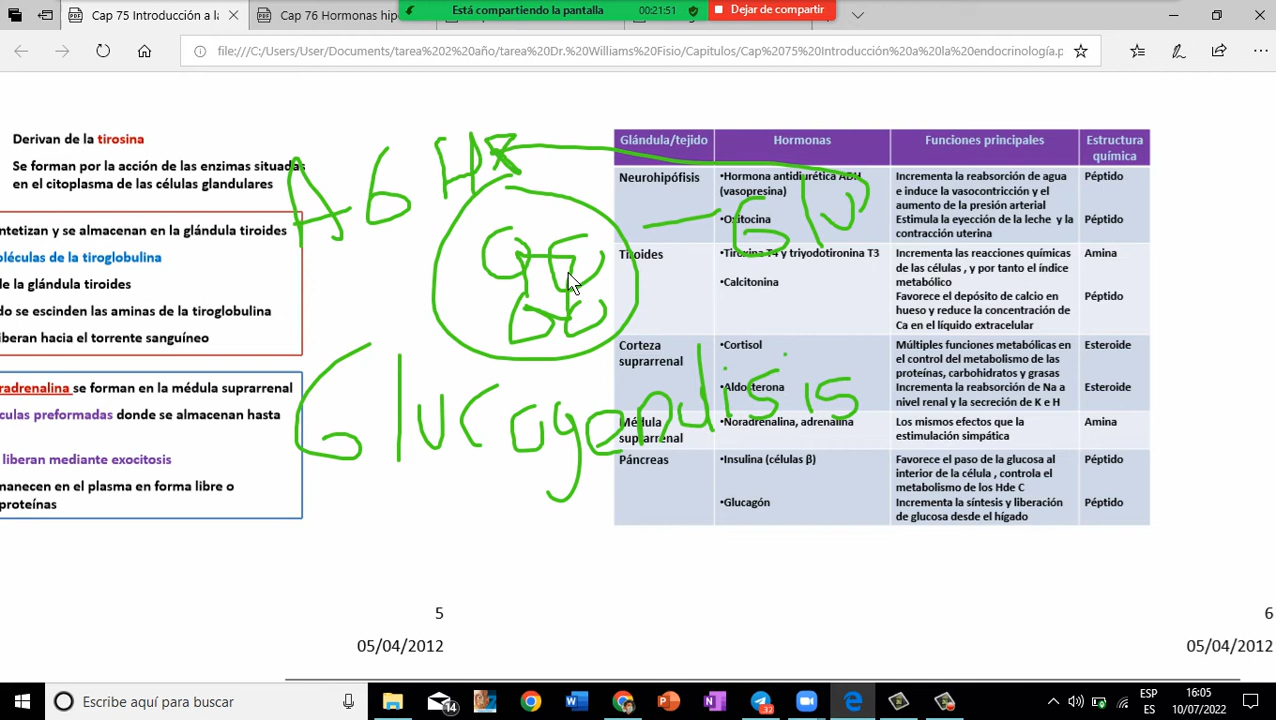 Cap 75 Introducción a la
Cap 76 Hormonas hip
Está compartiendo la pantalla
00:21:51
Dejar de compartir
file:///C:/Users/User/Documents/tarea%202%20año/tarea%20Dr.%20Williams%20Fisio/Capitulos/Cap%2075%20Introducción%20a%20la%20endocrinología.p
Derivan de la tirosina
Se forman por la acción de las enzimas situadas
en el citoplasma de las células glandulares
ntetizan y se almacenan en la glándula tiroides
oléculas de la tiroglobulina
de la glándula tiroides
do se escinden las aminas de la tiroglobulina
iberan hacia el torrente sanguíneo
radrenalina se forman en la médula suprarrenal
culas preformadas donde se almacenan hasta
liberan mediante exocitosis
manecen en el plasma en forma libre o
proteínas
A G H
G
Glucogenolisis
Glándula/tejido Hormonas Funciones principales Estructura
química
Neurohipófisis •Hormona antidiurética ADH Incrementa la reabsorción de agua Péptido
(vasopresina) e induce la vasocontricción y el
aumento de la presión arterial
•Oxitocina Estimula la eyección de la leche y la Péptido
contracción uterina
Tiroides •Tiroxina T4 y triyodotironina T3 Incrementa las reacciones químicas Amina
de las células , y por tanto el índice
•Calcitonina metabólico
Favorece el depósito de calcio en Péptido
hueso y reduce la concentración de
Ca en el líquido extracelular
Corteza •Cortisol Múltiples funciones metabólicas en Esteroide
suprarrenal el control del metabolismo de las
proteínas, carbohidratos y grasas
•Aldosterona Incrementa la reabsorción de Na a Esteroide
nivel renal y la secreción de K e H
Médula •Noradrenalina, adrenalina Los mismos efectos que la Amina
suprarrenal estimulación simpática
Páncreas •Insulina (células β) Favorece el paso de la glucosa al Péptido
interior de la célula , controla el
metabolismo de los Hde C
•Glucagón Incrementa la síntesis y liberación Péptido
de glucosa desde el hígado
5
05/04/2012
6
05/04/2012
Escribe aquí para buscar
14
32
ESP
ES
16:05
10/07/2022